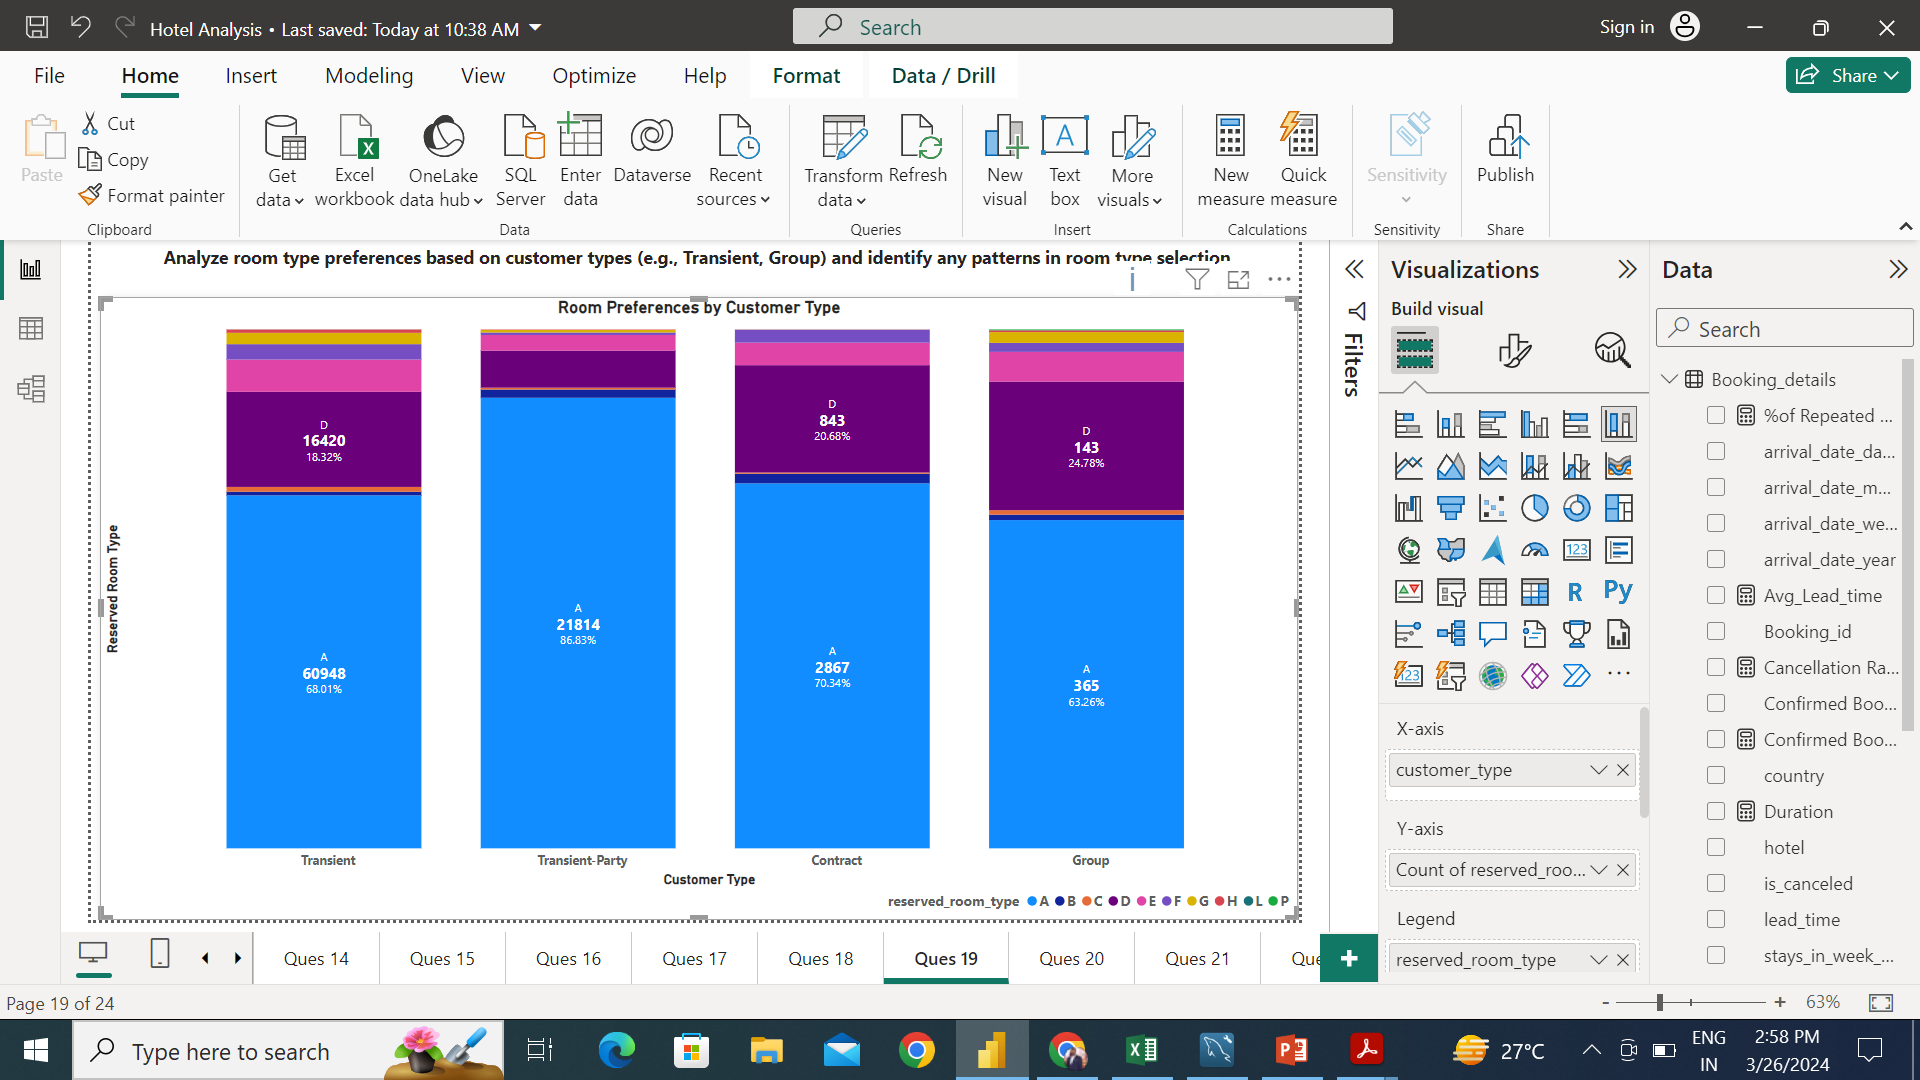 Hotel Analysis • Last saved: Today at 10:38 AM
Search
Sign in
File
Home
Insert
Modeling
View
Optimize
Help
Format
Data / Drill
Share
Paste
Cut
Copy
Format painter
Clipboard
Get data
Excel workbook
OneLake data hub
SQL Server
Enter data
Dataverse
Recent sources
Data
Transform data
Refresh
Queries
New visual
Text box
More visuals
Insert
New measure
Quick measure
Calculations
Sensitivity
Sensitivity
Publish
Share
Analyze room type preferences based on customer types (e.g., Transient, Group) and identify any patterns in room type selection
Room Preferences by Customer Type
Reserved Room Type
D
16420
18.32%
A
60948
68.01%
A
21814
86.83%
D
843
20.68%
A
2867
70.34%
D
143
24.78%
A
365
63.26%
Transient
Transient-Party
Contract
Group
Customer Type
reserved_room_type A B C D E F G H L P
Filters
Visualizations
Build visual
123
R
Py
123
X-axis
customer_type
Y-axis
Count of reserved_roo...
Legend
reserved_room_type
Data
Search
Booking_details
%of Repeated ...
arrival_date_da...
arrival_date_m...
arrival_date_we...
arrival_date_year
Avg_Lead_time
Booking_id
Cancellation Ra...
Confirmed Boo...
Confirmed Boo...
country
Duration
hotel
is_canceled
lead_time
stays_in_week_...
Ques 14
Ques 15
Ques 16
Ques 17
Ques 18
Ques 19
Ques 20
Ques 21
Que
Page 19 of 24
- + 63%
Type here to search
27°C
ENG
IN
2:58 PM
3/26/2024